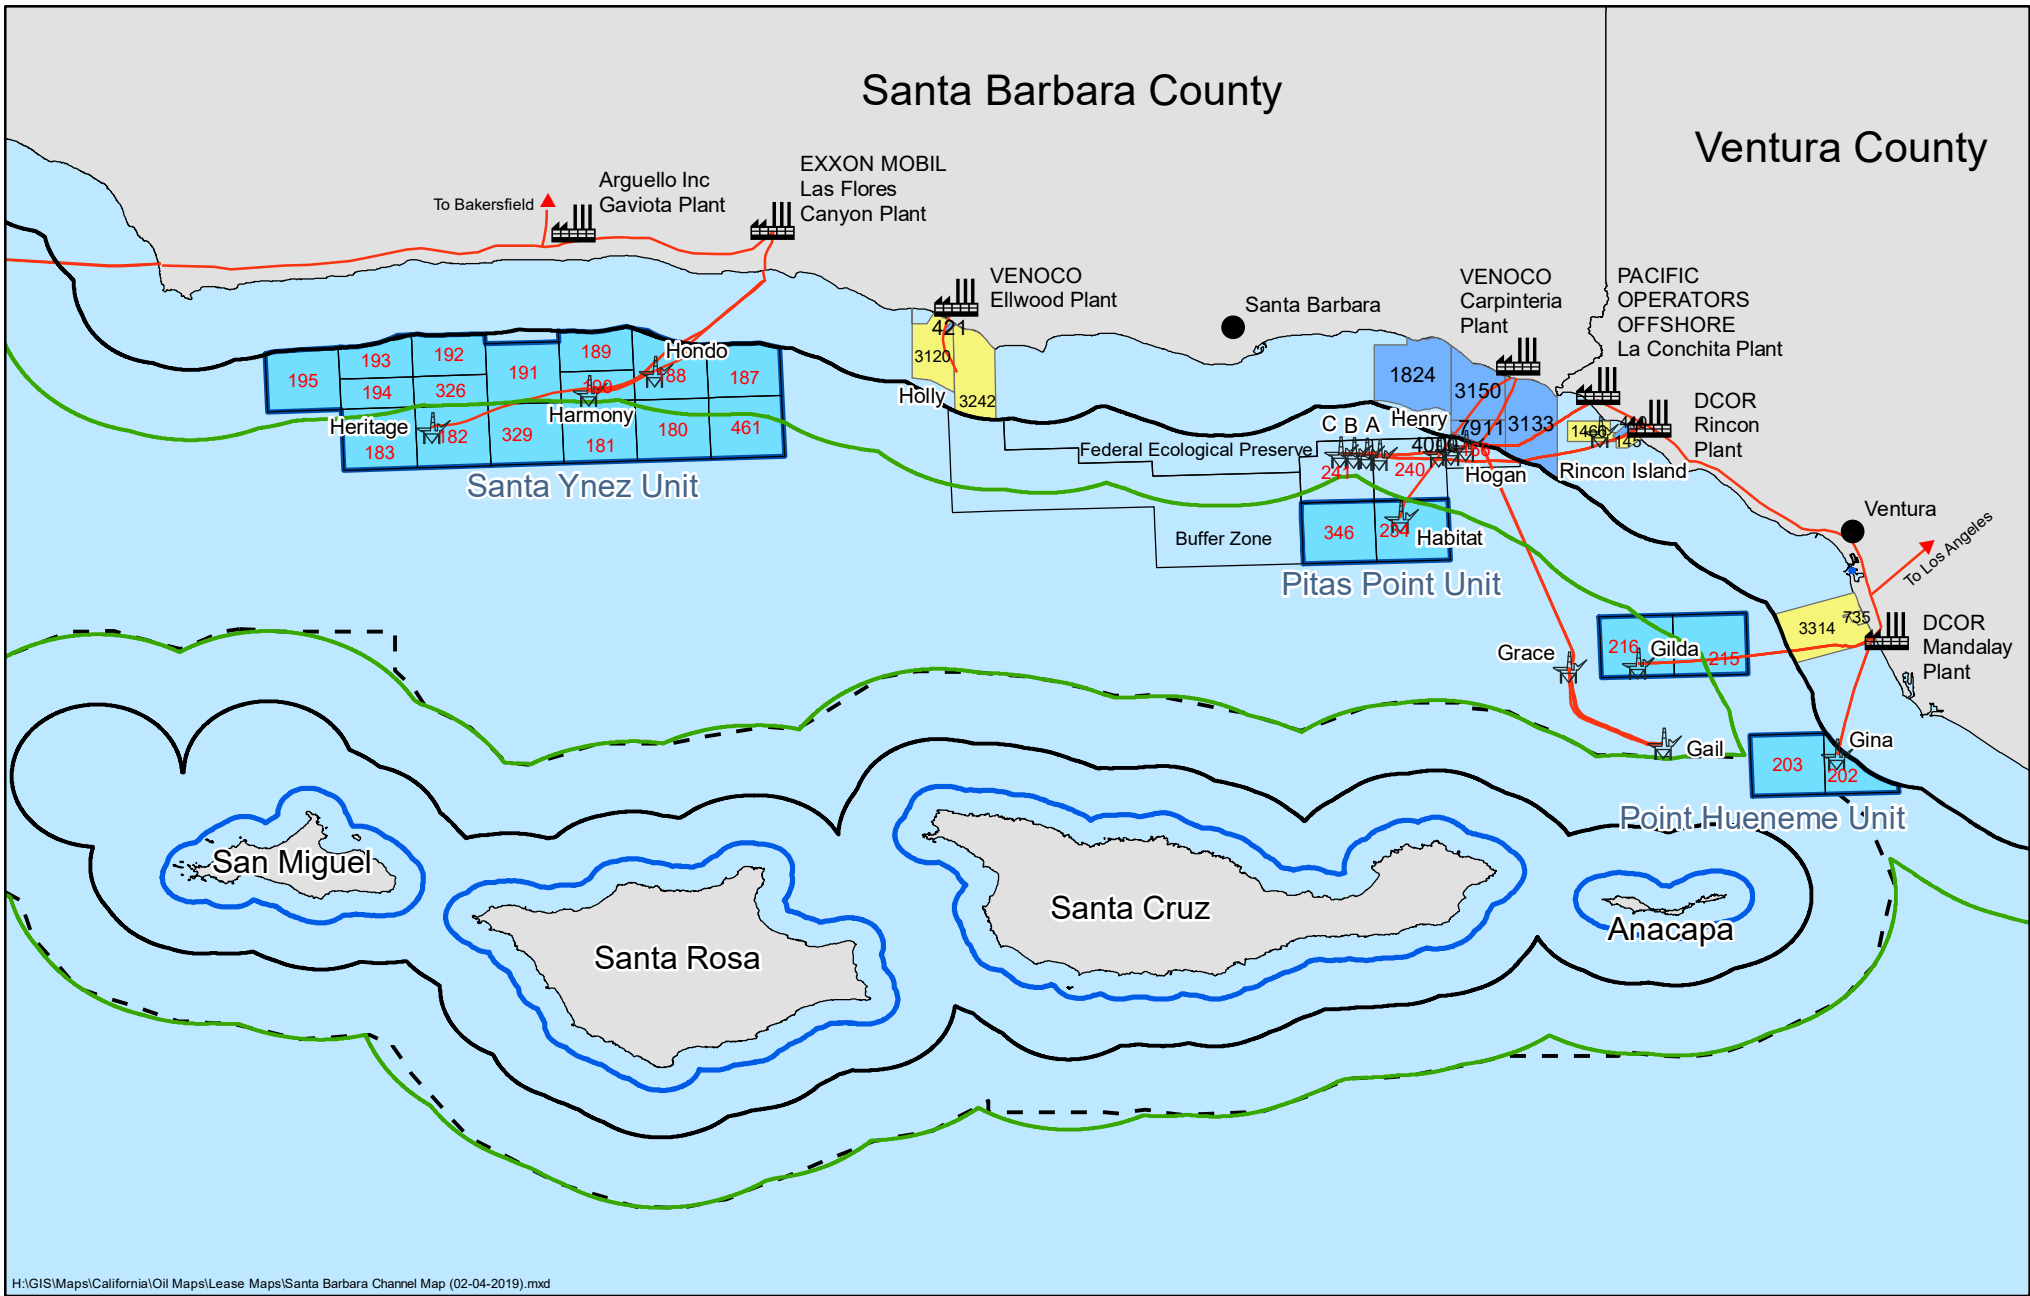 Santa Barbara County
Ventura County
EXXON MOBIL
Las Flores
Canyon Plant
Arguello Inc
Gaviota Plant
To Bakersfield
VENOCO
Ellwood Plant
Santa Barbara
VENOCO
Carpinteria
Plant
PACIFIC
OPERATORS
OFFSHORE
La Conchita Plant
DCOR
Rincon
Plant
421
3120
3242
Holly
1824
3150
3133
7911
4000
Henry
C B A
Federal Ecological Preserve
241
240
166
Hogan
1466
145
Rincon Island
195
193
192
191
189
188
187
194
326
190
Hondo
Harmony
Heritage
183
182
329
181
180
461
Santa Ynez Unit
346
234
Habitat
Buffer Zone
Pitas Point Unit
Ventura
To Los Angeles
3314
735
DCOR
Mandalay
Plant
Grace
216
Gilda
215
Gail
Gina
203
202
Point Hueneme Unit
San Miguel
Santa Rosa
Santa Cruz
Anacapa
H:\GIS\Maps\California\Oil Maps\Lease Maps\Santa Barbara Channel Map (02-04-2019).mxd